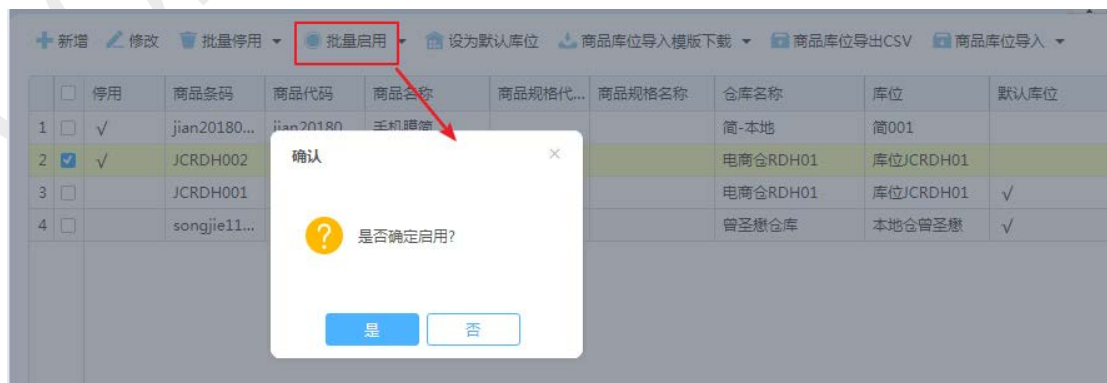 新增 修改 批量停用 批量启用 设为默认库位 商品库位导入模版下载 商品库位导出CSV 商品库位导入
停用 商品条码 商品代码 商品名称 商品规格代... 商品规格名称 仓库名称 库位 默认库位
1 √ jian20180... jian20180 手机膜简 简-本地 简001
2 √ JCRDH002 电商仓RDH01 库位JCRDH01
3 JCRDH001 电商仓RDH01 库位JCRDH01 √
4 songjie11... 曾圣懋仓库 本地仓曾圣懋 √
确认
是否确定启用?
是 否